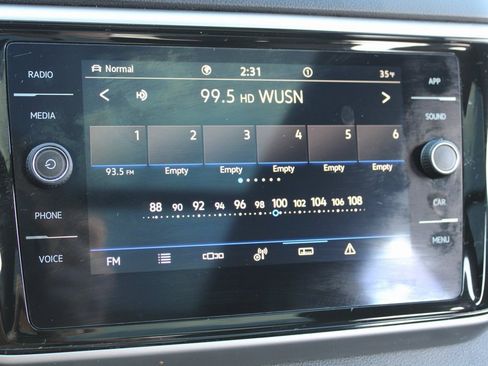 RADIO
Normal 2:31 35°F
APP
99.5 HD WUSN
MEDIA
SOUND
1 2 3 4 5 6
93.5 FM Empty Empty Empty Empty Empty
88 90 92 94 96 98 100 102 104 106 108
PHONE
CAR
VOICE
MENU
FM